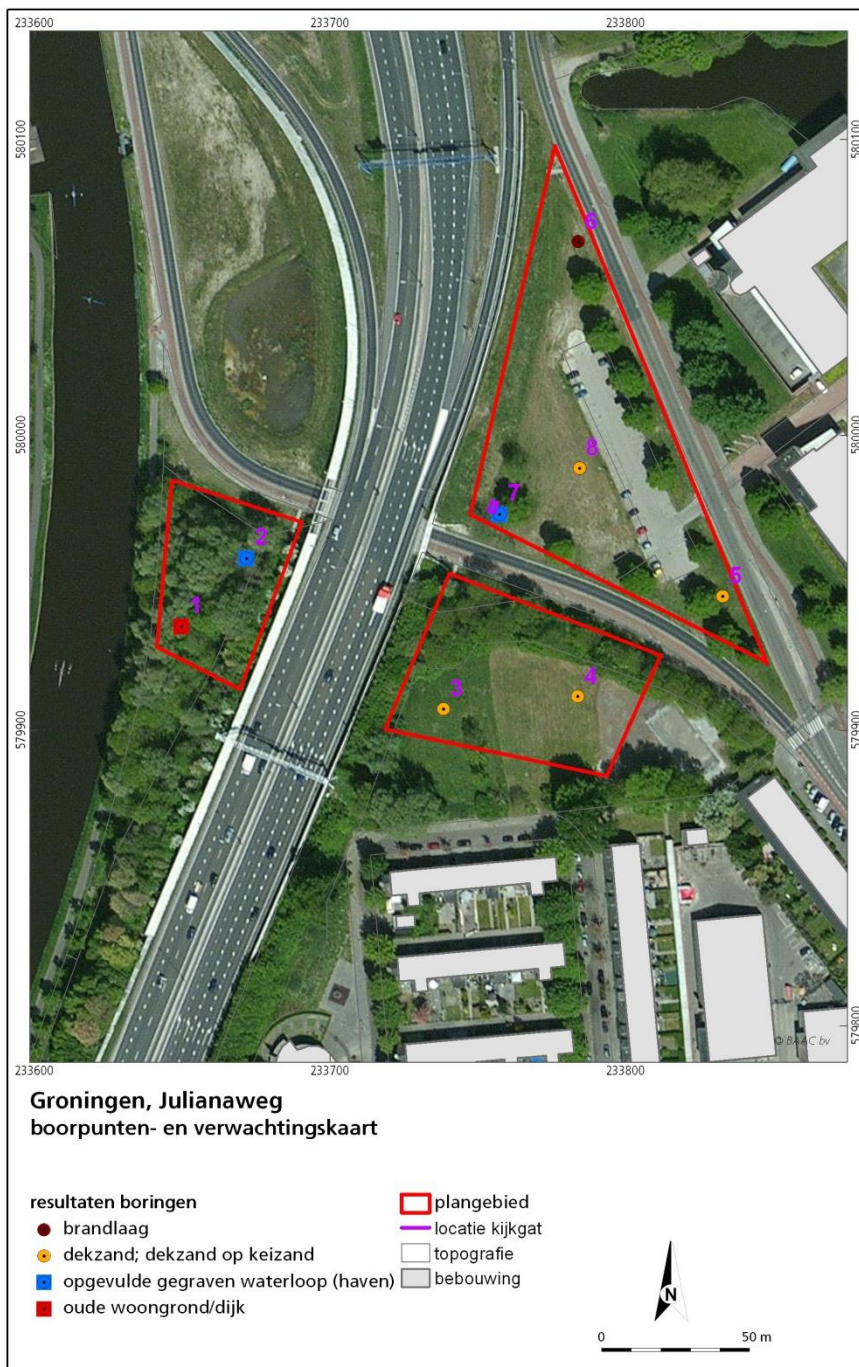 233600 233700 233800
580100 580100
6
580000 580000
8
7
2
5
1
4
3
579900 579900
579800
© BAAC bv
233600 233700 233800
Groningen, Julianaweg
boorpunten- en verwachtingskaart
resultaten boringen
brandlaag
dekzand; dekzand op keizand
opgevulde gegraven waterloop (haven)
oude woongrond/dijk
plangebied
locatie kijkgat
topografie
bebouwing
N
0 50 m